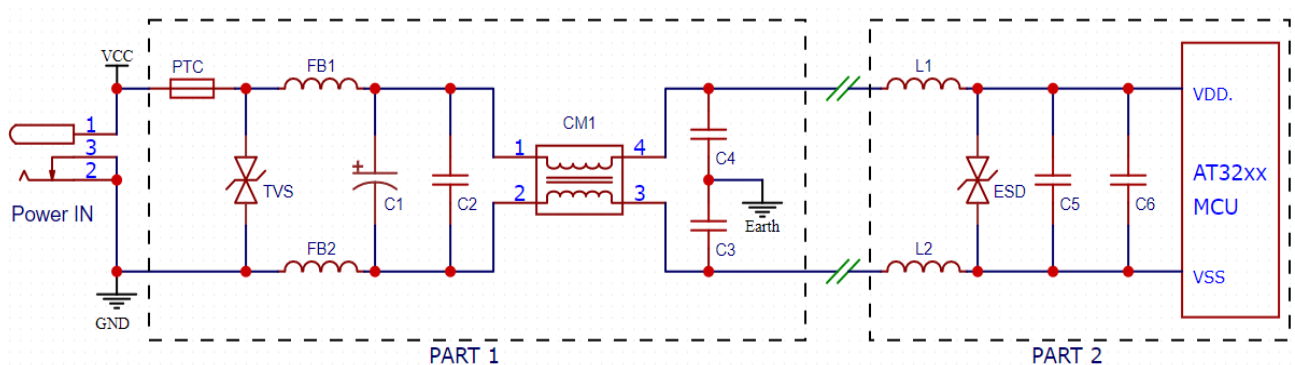 VCC
PTC
FB1
L1
1
VDD.
CM1
3
1
4
C4
2
TVS
C1
C2
AT32xx
ESD
C5
C6
MCU
2
3
Power IN
Earth
C3
FB2
L2
VSS
GND
PART 1
PART 2